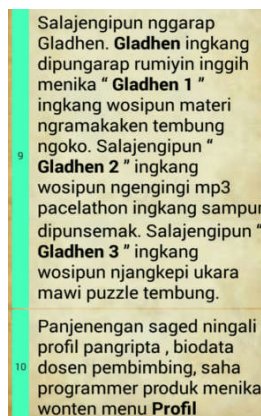 Salajengipun nggarap
Gladhen. Gladhen ingkang
dipungarap rumiyin inggih
menika “ Gladhen 1 ”
ingkang wosipun materi
ngramakaken tembung
9
ngoko. Salajengipun “
Gladhen 2 ” ingkang
wosipun ngengingi mp3
pacelathon ingkang sampun
dipunsemak. Salajengipun “
Gladhen 3 ” ingkang
wosipun njangkepi ukara
mawi puzzle tembung.
Panjenengan saged ningali
profil pangripta , biodata
10 dosen pembimbing, saha
programmer produk menika
wonten menu Profil